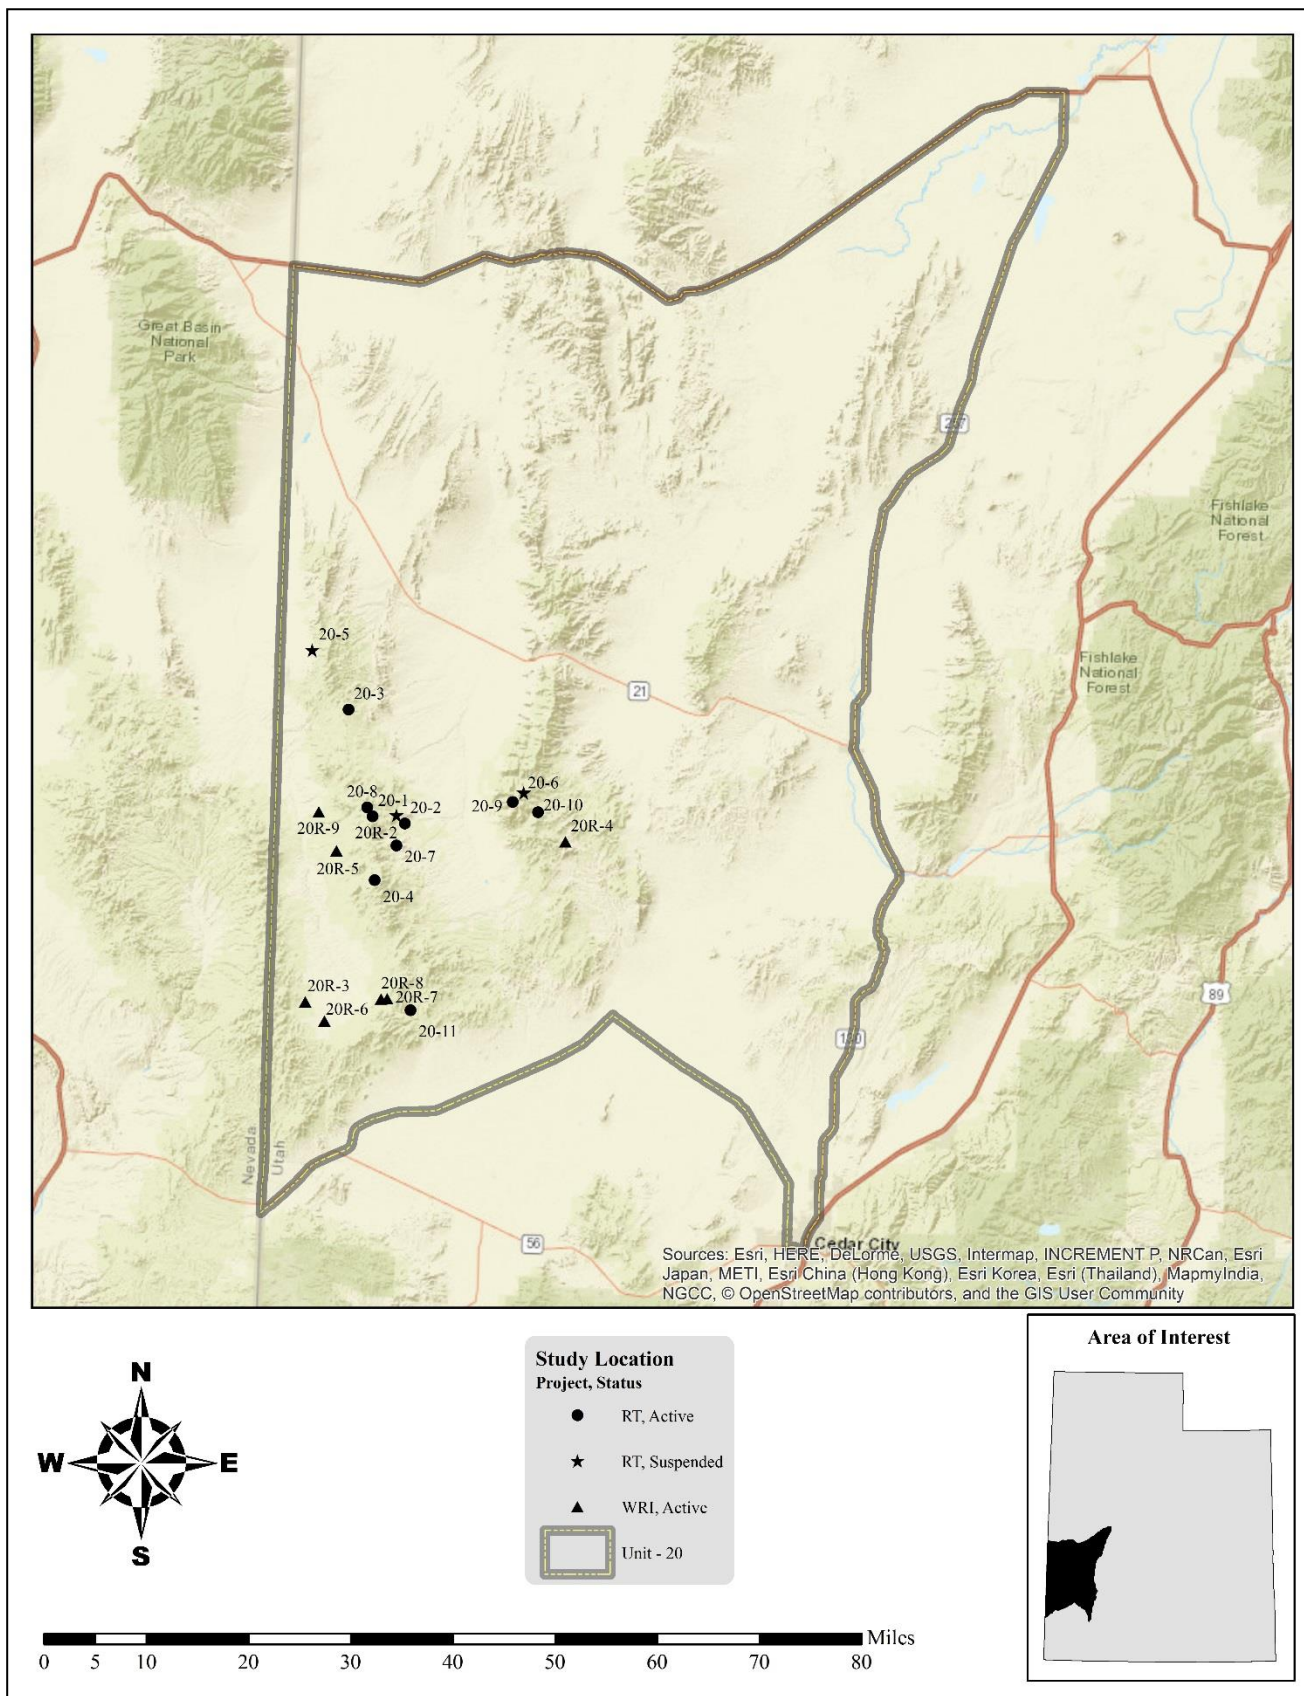 Great Basin
National
Park
257
Fishlake
National
Forest
20-5
Fishlake
National
Forest
21
20-3
20-6
20-8
20-1
20-2
20-9
20-10
20R-9
20R-2
20R-4
20-7
20R-5
20-4
20R-3
20R-8
89
20R-6
20R-7
20-11
130
Nevada
Utah
56
Cedar City
Sources: Esri, HERE, DeLorme, USGS, Intermap, INCREMENT P, NRCan, Esri
Japan, METI, Esri China (Hong Kong), Esri Korea, Esri (Thailand), MapmyIndia,
NGCC, © OpenStreetMap contributors, and the GIS User Community
N
W
E
S
Study Location
Project, Status
RT, Active
RT, Suspended
WRI, Active
Unit - 20
Area of Interest
Miles
0 5 10 20 30 40 50 60 70 80